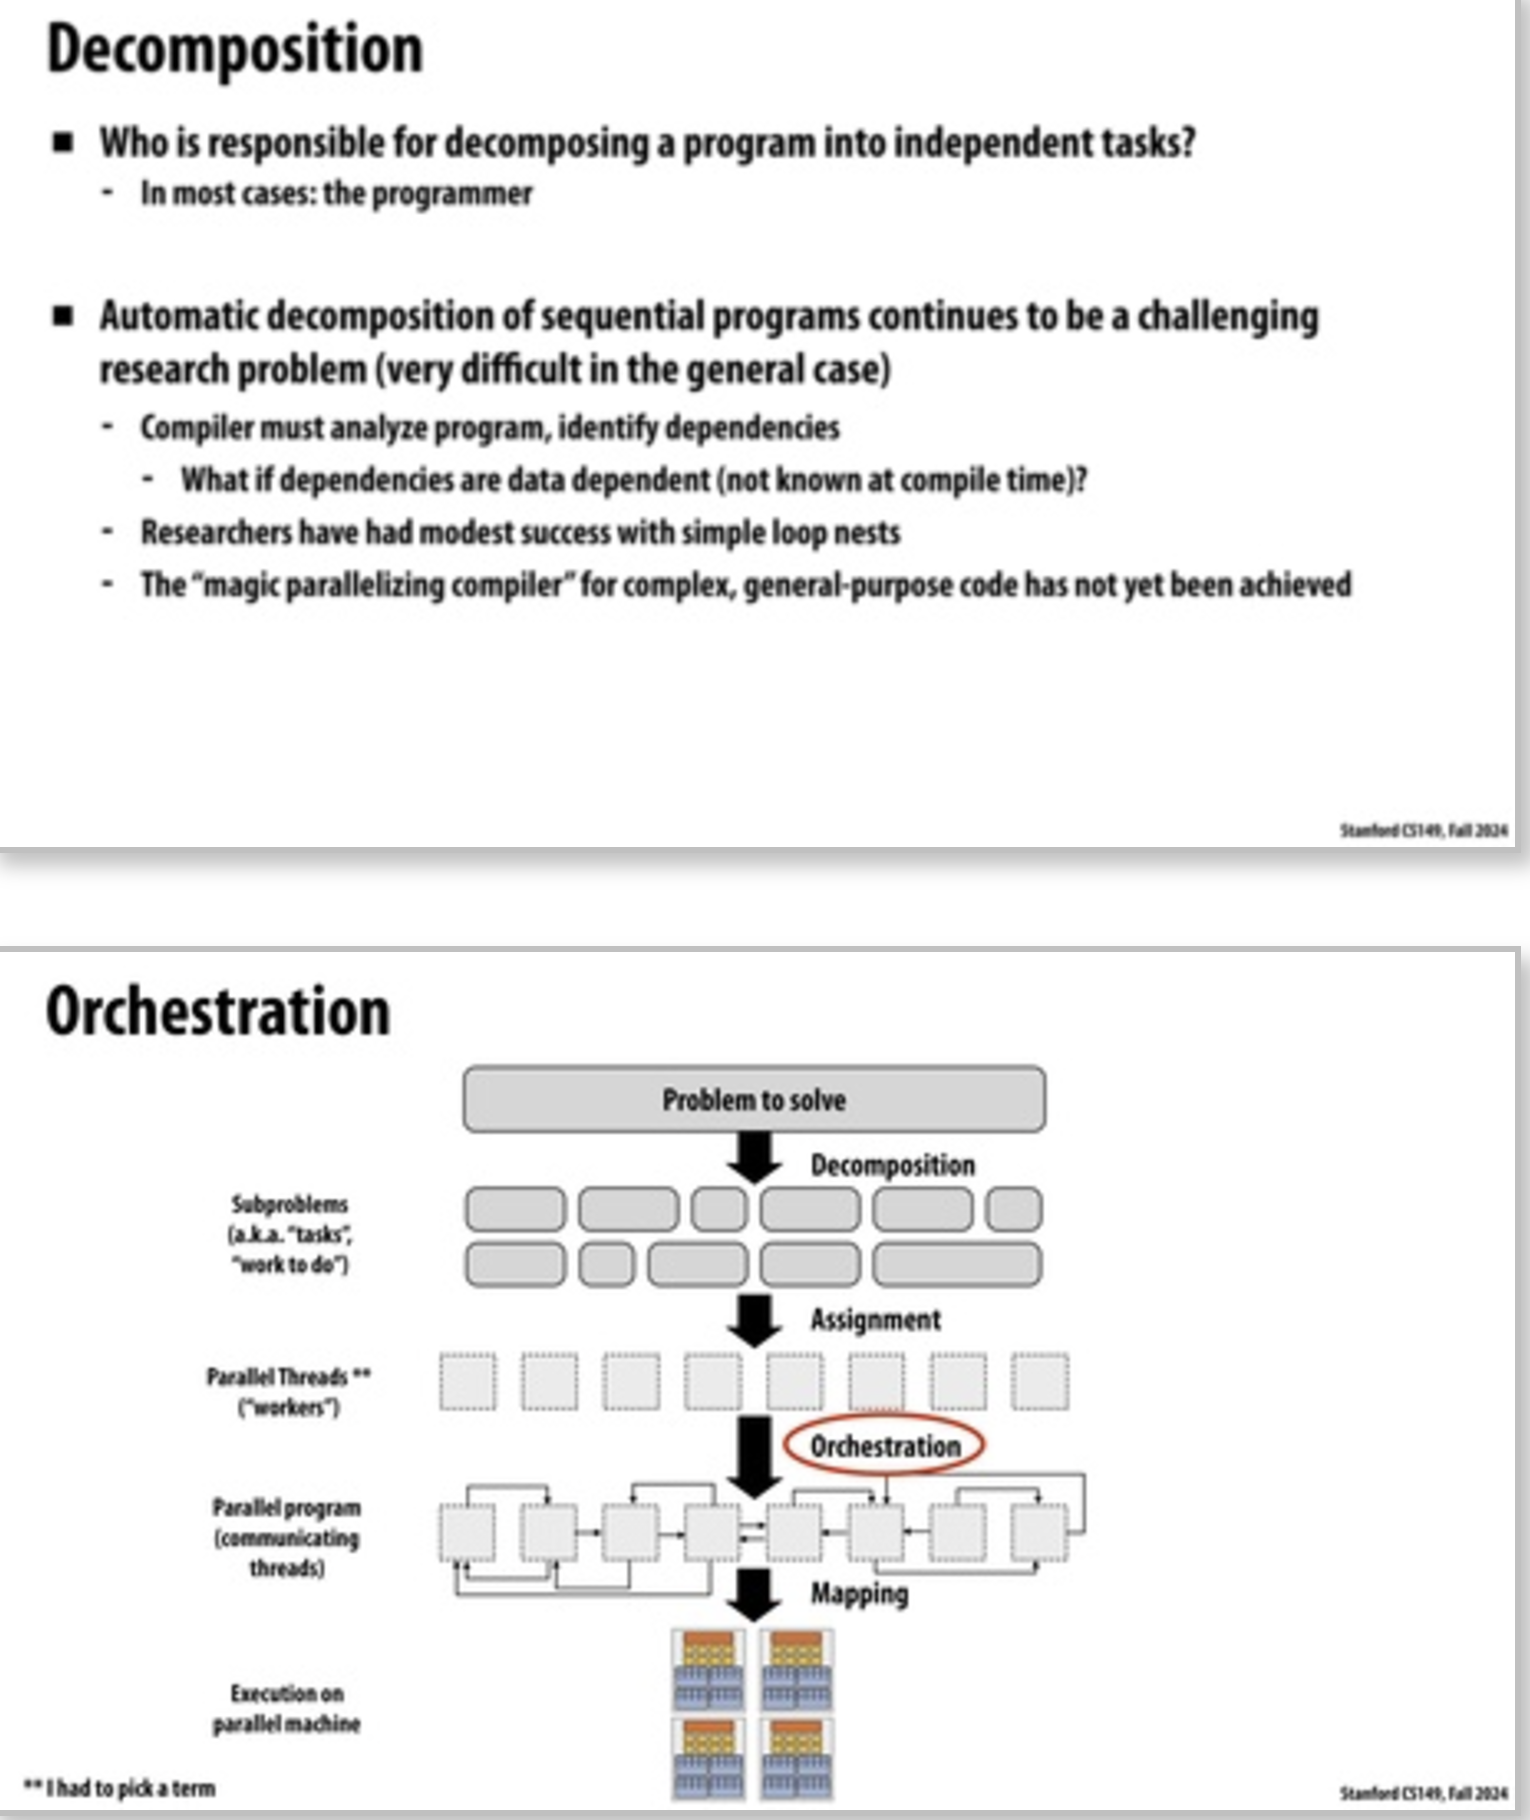 Decomposition
■ Who is responsible for decomposing a program into independent tasks?
- In most cases: the programmer
■ Automatic decomposition of sequential programs continues to be a challenging
research problem (very difficult in the general case)
- Compiler must analyze program, identify dependencies
- What if dependencies are data dependent (not known at compile time)?
- Researchers have had modest success with simple loop nests
- The “magic parallelizing compiler” for complex, general-purpose code has not yet been achieved
Stanford CS149, Fall 2024
Orchestration
Problem to solve
Decomposition
Subproblems
(a.k.a. “tasks”,
“work to do”)
Assignment
Parallel Threads **
(“workers”)
Orchestration
Parallel program
(communicating
threads)
Mapping
Execution on
parallel machine
** I had to pick a term
Stanford CS149, Fall 2024